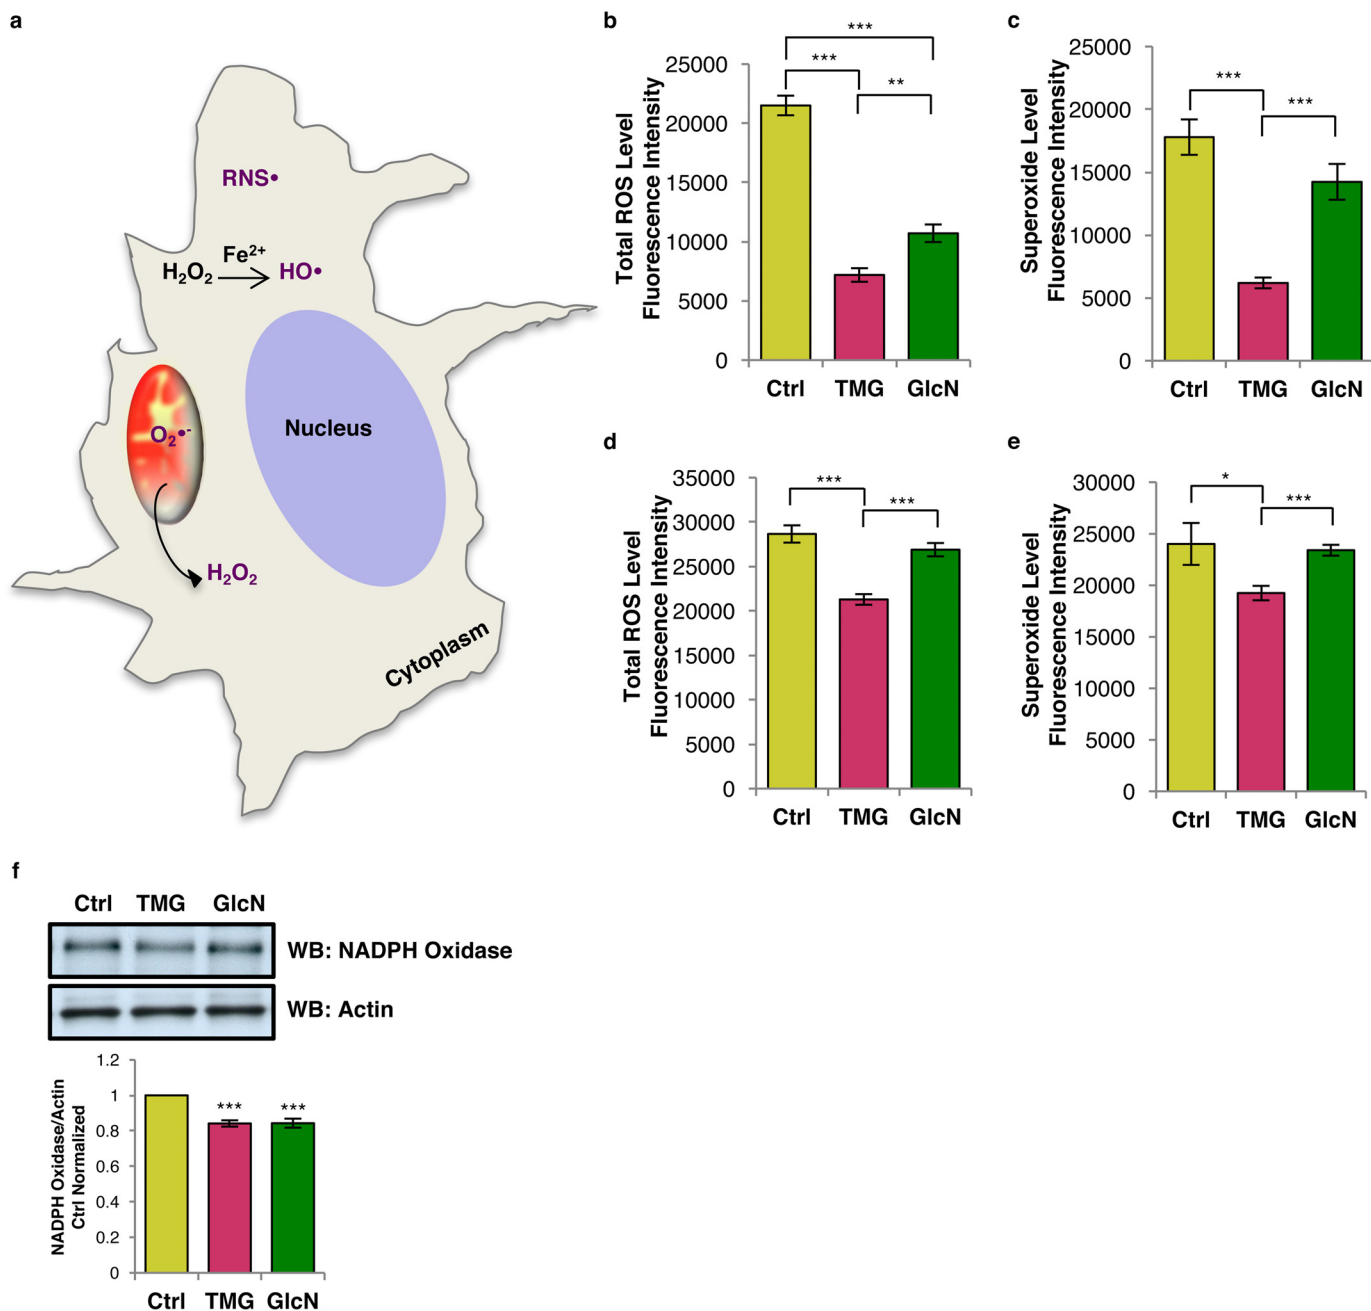 a
RNS•
Fe²⁺
H₂O₂ HO•
O₂•⁻
Nucleus
H₂O₂
Cytoplasm
b
Total ROS Level
Fluorescence Intensity
25000
20000
15000
10000
5000
0
***
***
**
Ctrl TMG GlcN
c
Superoxide Level
Fluorescence Intensity
25000
20000
15000
10000
5000
0
***
***
Ctrl TMG GlcN
d
Total ROS Level
Fluorescence Intensity
35000
30000
25000
20000
15000
10000
5000
0
***
***
Ctrl TMG GlcN
e
Superoxide Level
Fluorescence Intensity
30000
25000
20000
15000
10000
5000
0
*
***
Ctrl TMG GlcN
f
Ctrl TMG GlcN
WB: NADPH Oxidase
WB: Actin
NADPH Oxidase/Actin
Ctrl Normalized
1.2
1
0.8
0.6
0.4
0.2
0
*** ***
Ctrl TMG GlcN